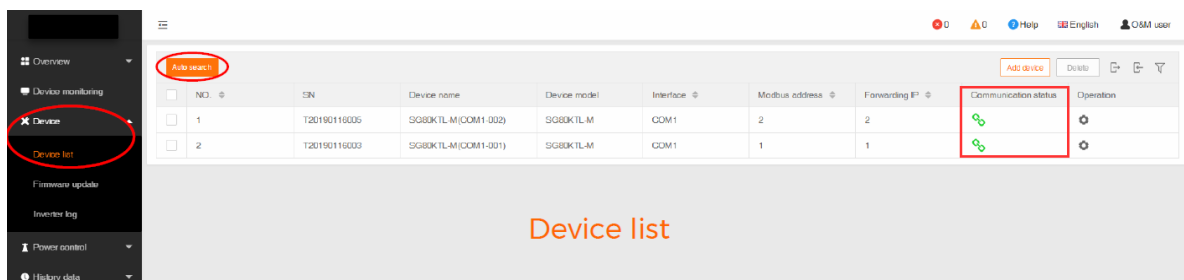 0 0 Help English O&M user
Overview
Auto search
Add device Delete
Device monitoring
NO. SN Device name Device model Interface Modbus address Forwarding IP Communication status Operation
Device
1 T20190116005 SG80KTL-M(COM1-002) SG80KTL-M COM1 2 2
Device list
2 T20190116003 SG80KTL-M(COM1-001) SG80KTL-M COM1 1 1
Firmware update
Inverter log
Device list
Power control
History data